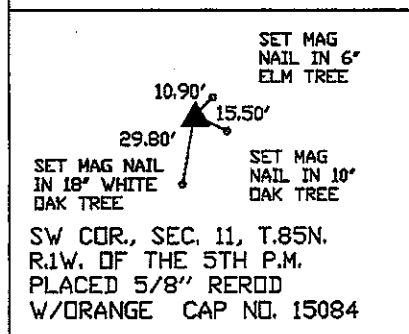 SET MAG
NAIL IN 6"
ELM TREE
10.90'
15.50'
29.80'
SET MAG NAIL
IN 18" WHITE
OAK TREE
SET MAG
NAIL IN 10"
OAK TREE
SW COR., SEC. 11, T.85N.
R.1W. OF THE 5TH P.M.
PLACED 5/8" REROD
W/ORANGE CAP NO. 15084